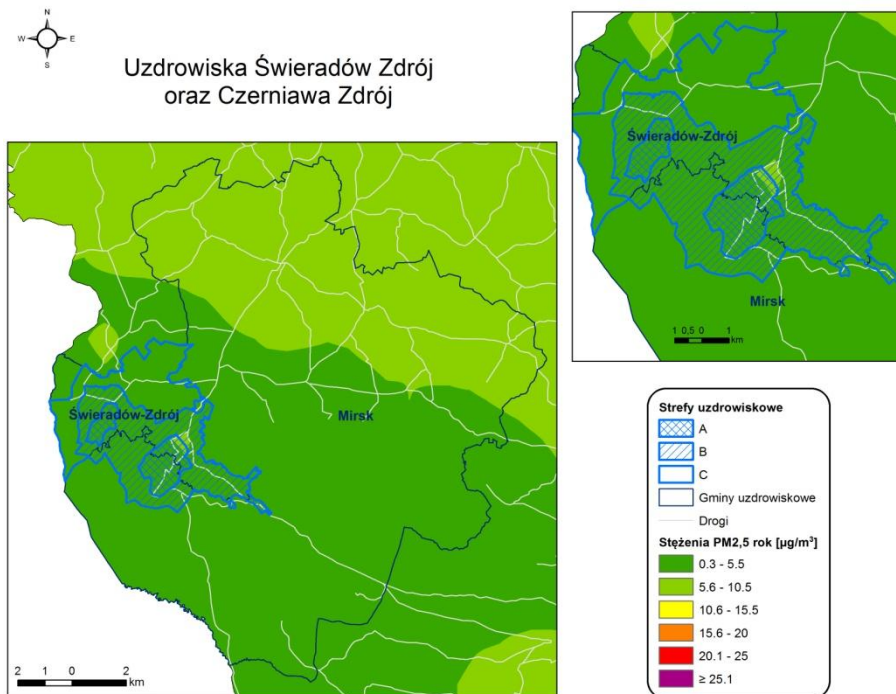 N
W E
S
Uzdrowiska Świeradów Zdrój
oraz Czerniawa Zdrój
Świeradów-Zdrój
Mirsk
2 1 0 2
km
Świeradów-Zdrój
Mirsk
1 0,5 0 1
km
Strefy uzdrowiskowe
A
B
C
Gminy uzdrowiskowe
Drogi
Stężenia PM2,5 rok [µg/m³]
0.3 - 5.5
5.6 - 10.5
10.6 - 15.5
15.6 - 20
20.1 - 25
≥ 25.1